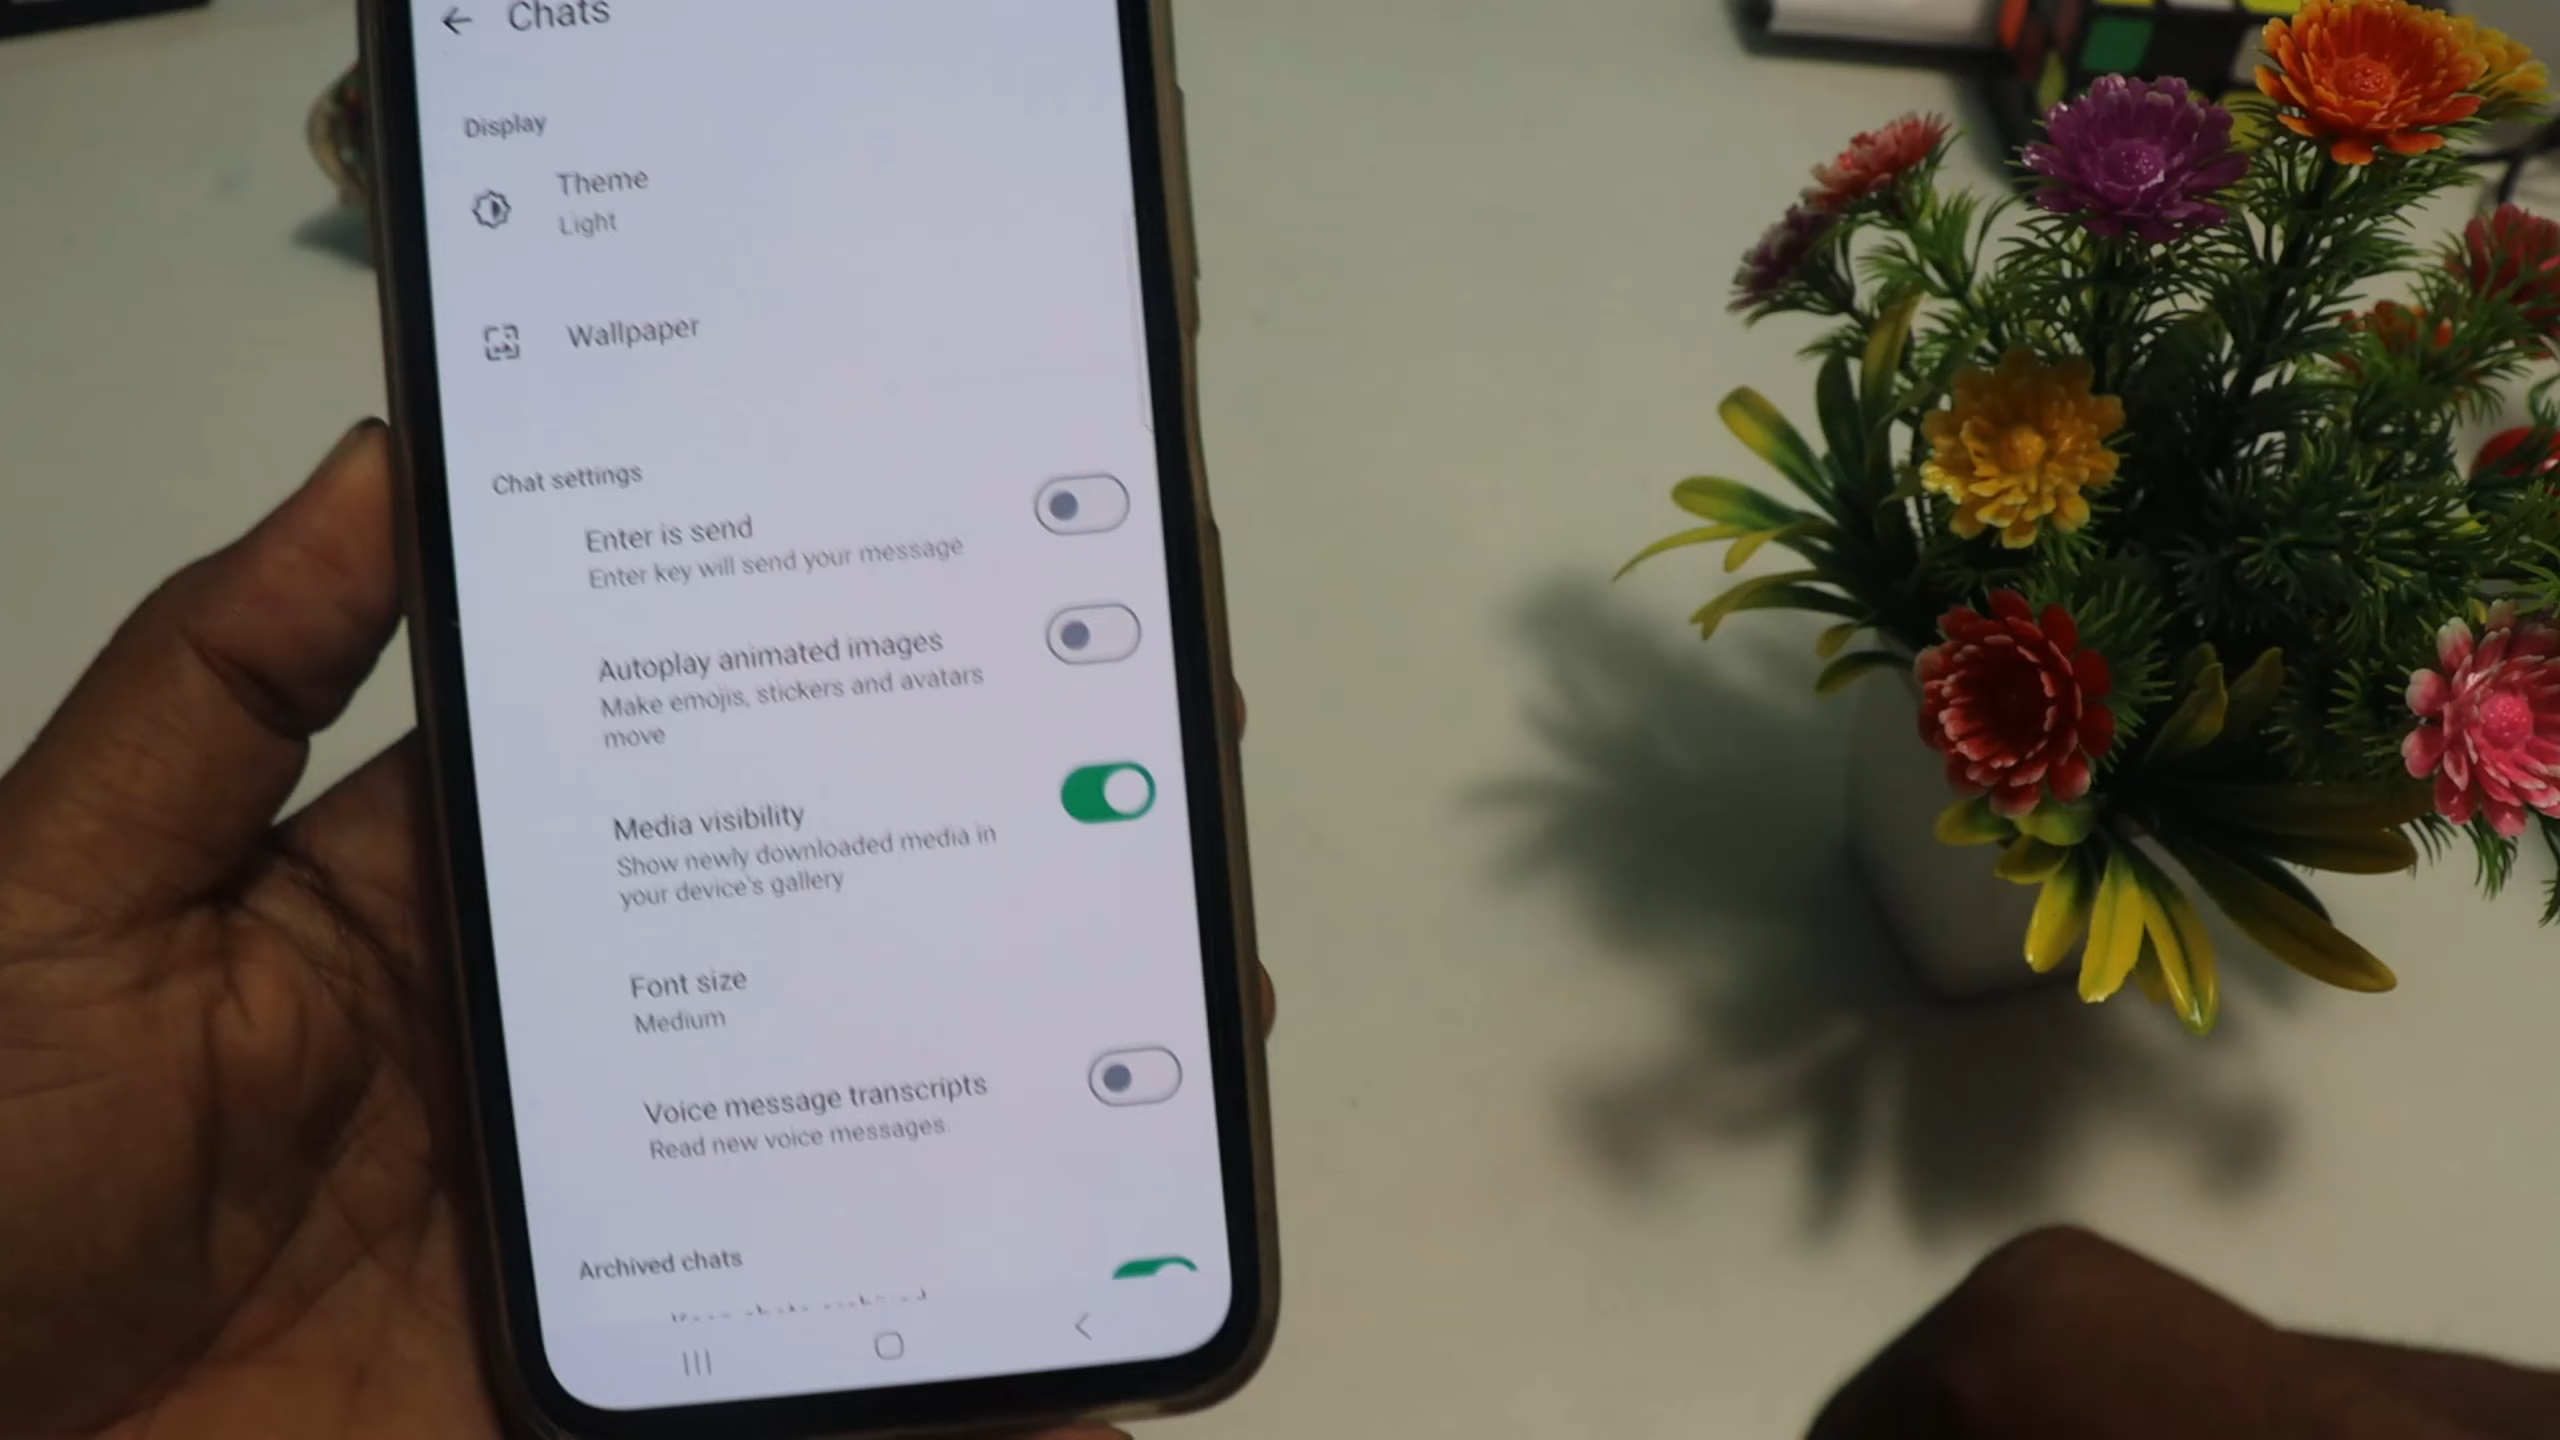 Chats
Display
Theme
Light
Wallpaper
Chat settings
Enter is send
Enter key will send your message
Autoplay animated images
Make emojis, stickers and avatars
move
Media visibility
Show newly downloaded media in
your device's gallery
Font size
Medium
Voice message transcripts
Read new voice messages.
Archived chats